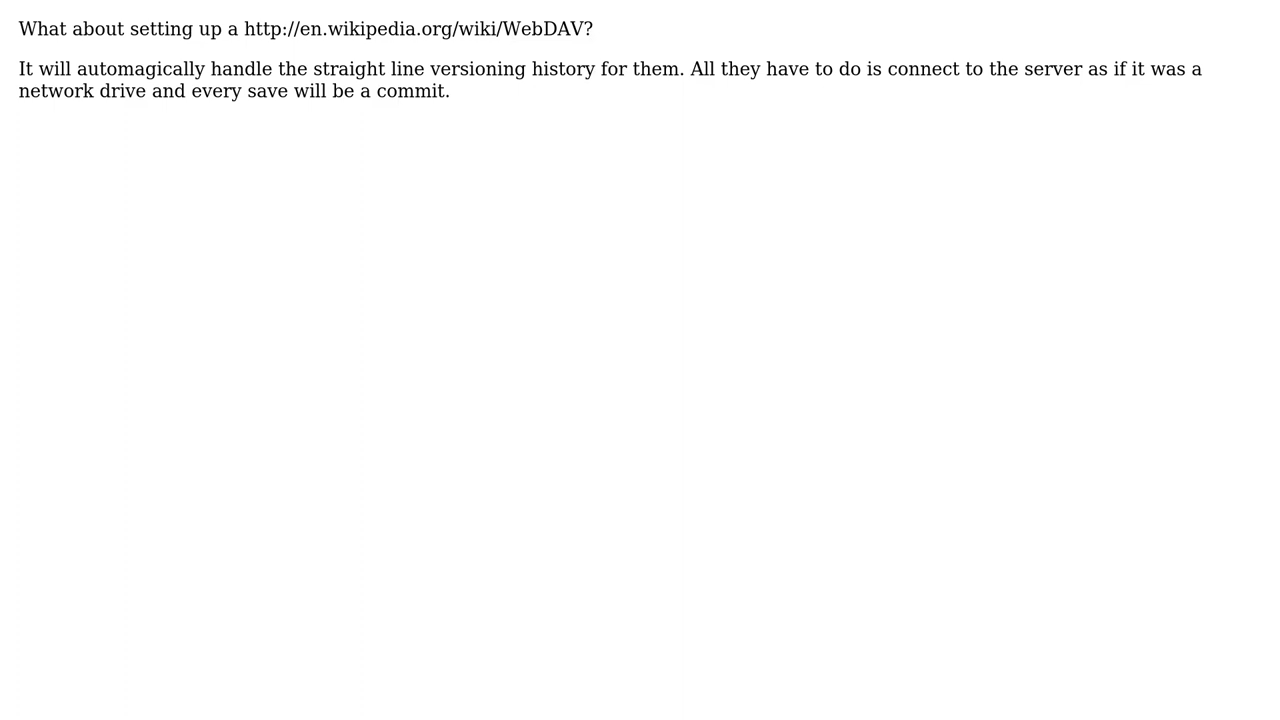 What about setting up a http://en.wikipedia.org/wiki/WebDAV?
It will automagically handle the straight line versioning history for them. All they have to do is connect to the server as if it was a
network drive and every save will be a commit.